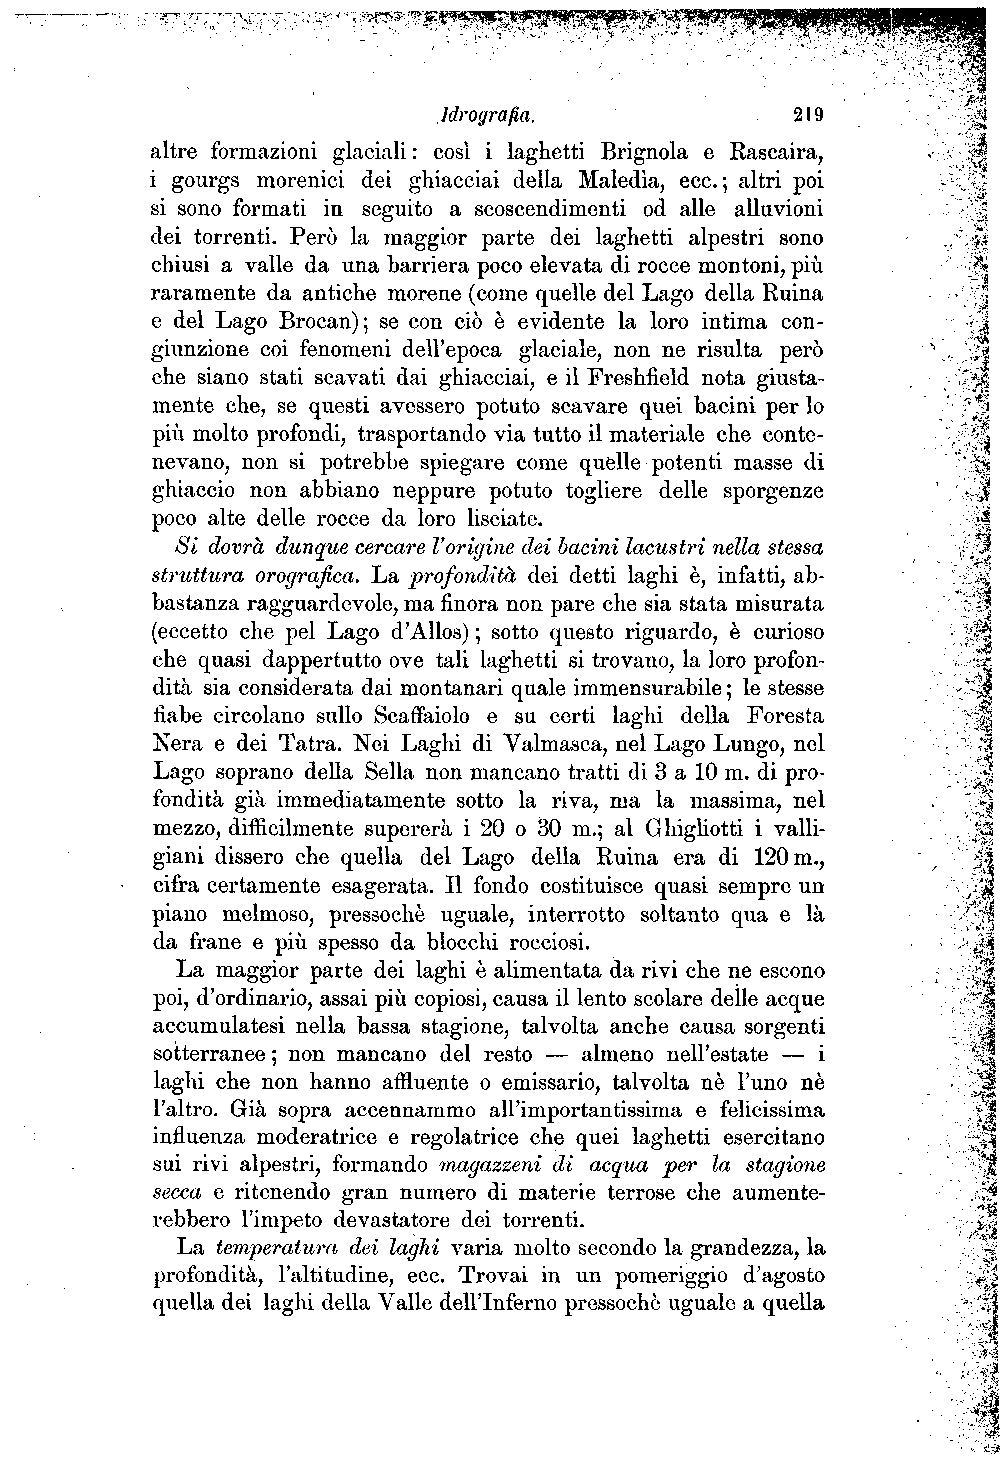 Idrografia. 219
altre formazioni glaciali: così i laghetti Brignola e Rascaira,
i gourgs morenici dei ghiacciai della Maledìa, ecc.; altri poi
si sono formati in seguito a scoscendimenti od alle alluvioni
dei torrenti. Però la maggior parte dei laghetti alpestri sono
chiusi a valle da una barriera poco elevata di rocce montoni, più
raramente da antiche morene (come quelle del Lago della Ruina
e del Lago Brocan); se con ciò è evidente la loro intima con-
giunzione coi fenomeni dell'epoca glaciale, non ne risulta però
che siano stati scavati dai ghiacciai, e il Freshfield nota giusta-
mente che, se questi avessero potuto scavare quei bacini per lo
più molto profondi, trasportando via tutto il materiale che conte-
nevano, non si potrebbe spiegare come quelle potenti masse di
ghiaccio non abbiano neppure potuto togliere delle sporgenze
poco alte delle rocce da loro lisciate.
Si dovrà dunque cercare l'origine dei bacini lacustri nella stessa
struttura orografica. La profondità dei detti laghi è, infatti, ab-
bastanza ragguardevole, ma finora non pare che sia stata misurata
(eccetto che pel Lago d'Allos); sotto questo riguardo, è curioso
che quasi dappertutto ove tali laghetti si trovano, la loro profon-
dità sia considerata dai montanari quale immensurabile; le stesse
fiabe circolano sullo Scaffaiolo e su certi laghi della Foresta
Nera e dei Tatra. Nei Laghi di Valmasca, nel Lago Lungo, nel
Lago soprano della Sella non mancano tratti di 3 a 10 m. di pro-
fondità già immediatamente sotto la riva, ma la massima, nel
mezzo, difficilmente supererà i 20 o 30 m.; al Ghigliotti i valli-
giani dissero che quella del Lago della Ruina era di 120 m.,
cifra certamente esagerata. Il fondo costituisce quasi sempre un
piano melmoso, pressochè uguale, interrotto soltanto qua e là
da frane e più spesso da blocchi rocciosi.
La maggior parte dei laghi è alimentata da rivi che ne escono
poi, d'ordinario, assai più copiosi, causa il lento scolare delle acque
accumulatesi nella bassa stagione, talvolta anche causa sorgenti
sotterranee; non mancano del resto — almeno nell'estate — i
laghi che non hanno affluente o emissario, talvolta nè l'uno nè
l'altro. Già sopra accennammo all'importantissima e felicissima
influenza moderatrice e regolatrice che quei laghetti esercitano
sui rivi alpestri, formando magazzeni di acqua per la stagione
secca e ritenendo gran numero di materie terrose che aumente-
rebbero l'impeto devastatore dei torrenti.
La temperatura dei laghi varia molto secondo la grandezza, la
profondità, l'altitudine, ecc. Trovai in un pomeriggio d'agosto
quella dei laghi della Valle dell'Inferno pressochè uguale a quella